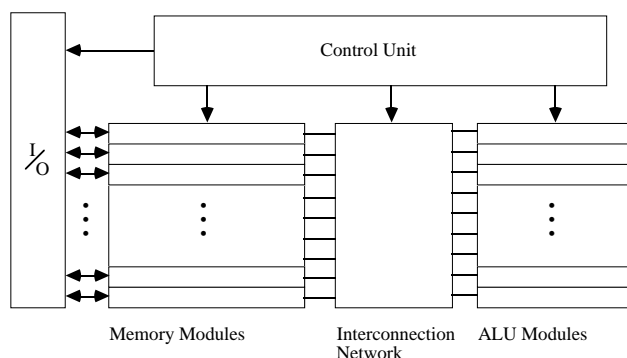 Control Unit
I/O
Memory Modules
Interconnection
Network
ALU Modules